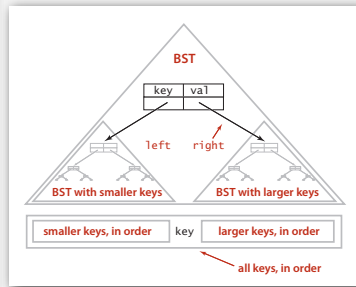 BST
key val
left right
BST with smaller keys BST with larger keys
smaller keys, in order key larger keys, in order
all keys, in order